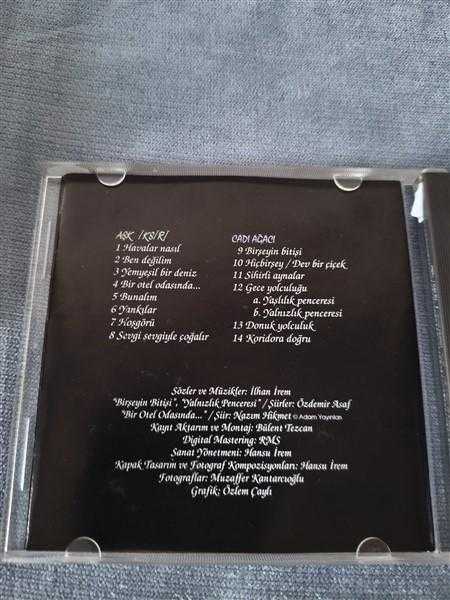 AŞK İKSİRİ
1 Havalar nasıl
2 Ben değilim
3 Yemyeşil bir deniz
4 Bir otel odasında...
5 Bunalım
6 Yankılar
7 Hoşgörü
8 Sevgi sevgiyle çoğalır
CADI AĞACI
9 Birşeyin bitişi
10 Hiçbirşey / Dev bir çiçek
11 Sihirli aynalar
12 Gece yolculuğu
a. Yaşlılık penceresi
b. Yalnızlık penceresi
13 Donuk yolculuk
14 Koridora doğru
Sözler ve Müzikler: İlhan İrem
"Birşeyin Bitişi", "Yalnızlık Penceresi" / Şiirler: Özdemir Asaf
"Bir Otel Odasında..." / Şiir: Nazım Hikmet © Adam Yayınları
Kayıt Aktarım ve Montaj: Bülent Tezcan
Digital Mastering: RMS
Sanat Yönetmeni: Hansu İrem
Kapak Tasarım ve Fotograf Kompozisyonları: Hansu İrem
Fotograflar: Muzaffer Kantarcıoğlu
Grafik: Özlem Çaylı